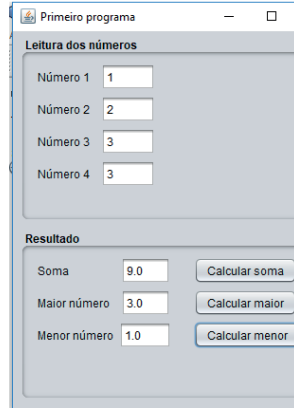 Primeiro programa
Leitura dos números
Número 1 1
Número 2 2
Número 3 3
Número 4 3
Resultado
Soma 9.0 Calcular soma
Maior número 3.0 Calcular maior
Menor número 1.0 Calcular menor